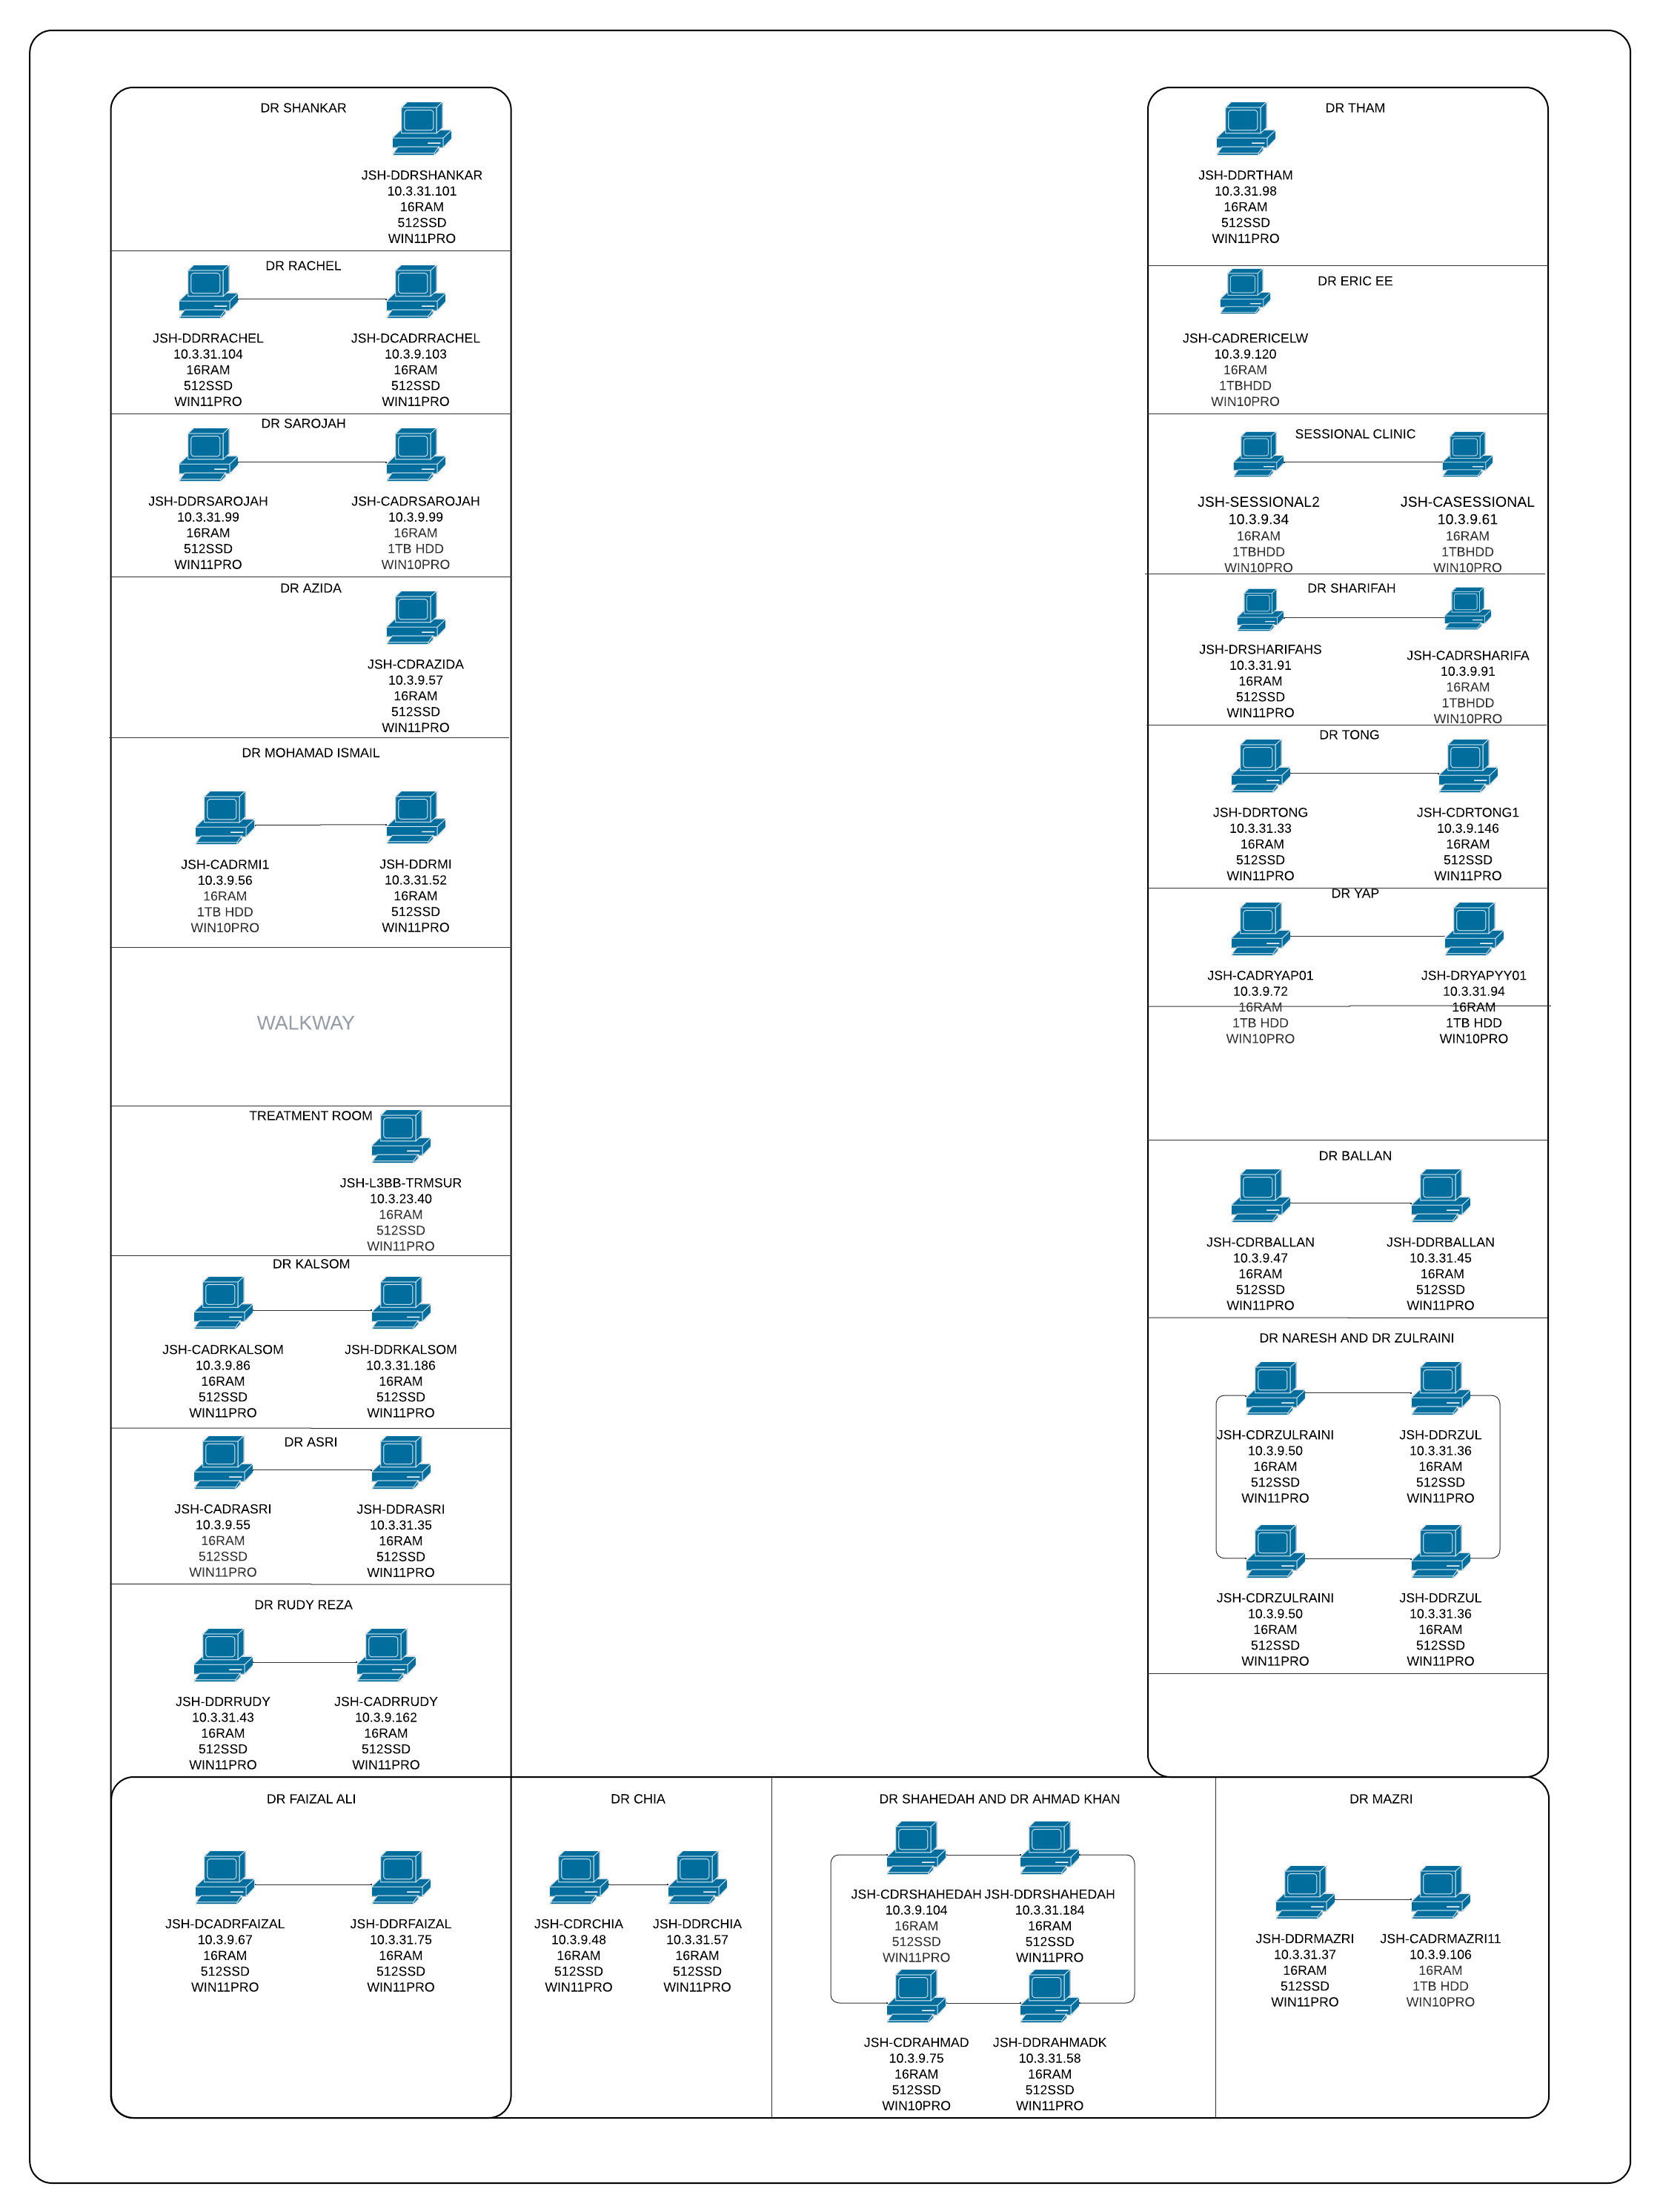 DR SHANKAR
JSH-DDRSHANKAR
10.3.31.101
16RAM
512SSD
WIN11PRO
DR RACHEL
JSH-DDRRACHEL
10.3.31.104
16RAM
512SSD
WIN11PRO
JSH-DCADRRACHEL
10.3.9.103
16RAM
512SSD
WIN11PRO
DR SAROJAH
JSH-DDRSAROJAH
10.3.31.99
16RAM
512SSD
WIN11PRO
JSH-CADRSAROJAH
10.3.9.99
16RAM
1TB HDD
WIN10PRO
DR AZIDA
JSH-CDRAZIDA
10.3.9.57
16RAM
512SSD
WIN11PRO
DR MOHAMAD ISMAIL
JSH-CADRMI1
10.3.9.56
16RAM
1TB HDD
WIN10PRO
JSH-DDRMI
10.3.31.52
16RAM
512SSD
WIN11PRO
WALKWAY
TREATMENT ROOM
JSH-L3BB-TRMSUR
10.3.23.40
16RAM
512SSD
WIN11PRO
DR KALSOM
JSH-CADRKALSOM
10.3.9.86
16RAM
512SSD
WIN11PRO
JSH-DDRKALSOM
10.3.31.186
16RAM
512SSD
WIN11PRO
DR ASRI
JSH-CADRASRI
10.3.9.55
16RAM
512SSD
WIN11PRO
JSH-DDRASRI
10.3.31.35
16RAM
512SSD
WIN11PRO
DR RUDY REZA
JSH-DDRRUDY
10.3.31.43
16RAM
512SSD
WIN11PRO
JSH-CADRRUDY
10.3.9.162
16RAM
512SSD
WIN11PRO
DR THAM
JSH-DDRTHAM
10.3.31.98
16RAM
512SSD
WIN11PRO
DR ERIC EE
JSH-CADRERICELW
10.3.9.120
16RAM
1TBHDD
WIN10PRO
SESSIONAL CLINIC
JSH-SESSIONAL2
10.3.9.34
16RAM
1TBHDD
WIN10PRO
JSH-CASESSIONAL
10.3.9.61
16RAM
1TBHDD
WIN10PRO
DR SHARIFAH
JSH-DRSHARIFAHS
10.3.31.91
16RAM
512SSD
WIN11PRO
JSH-CADRSHARIFA
10.3.9.91
16RAM
1TBHDD
WIN10PRO
DR TONG
JSH-DDRTONG
10.3.31.33
16RAM
512SSD
WIN11PRO
JSH-CDRTONG1
10.3.9.146
16RAM
512SSD
WIN11PRO
DR YAP
JSH-CADRYAP01
10.3.9.72
16RAM
1TB HDD
WIN10PRO
JSH-DRYAPYY01
10.3.31.94
16RAM
1TB HDD
WIN10PRO
DR BALLAN
JSH-CDRBALLAN
10.3.9.47
16RAM
512SSD
WIN11PRO
JSH-DDRBALLAN
10.3.31.45
16RAM
512SSD
WIN11PRO
DR NARESH AND DR ZULRAINI
JSH-CDRZULRAINI
10.3.9.50
16RAM
512SSD
WIN11PRO
JSH-DDRZUL
10.3.31.36
16RAM
512SSD
WIN11PRO
JSH-CDRZULRAINI
10.3.9.50
16RAM
512SSD
WIN11PRO
JSH-DDRZUL
10.3.31.36
16RAM
512SSD
WIN11PRO
DR FAIZAL ALI
JSH-DCADRFAIZAL
10.3.9.67
16RAM
512SSD
WIN11PRO
JSH-DDRFAIZAL
10.3.31.75
16RAM
512SSD
WIN11PRO
DR CHIA
JSH-CDRCHIA
10.3.9.48
16RAM
512SSD
WIN11PRO
JSH-DDRCHIA
10.3.31.57
16RAM
512SSD
WIN11PRO
DR SHAHEDAH AND DR AHMAD KHAN
JSH-CDRSHAHEDAH
10.3.9.104
16RAM
512SSD
WIN11PRO
JSH-DDRSHAHEDAH
10.3.31.184
16RAM
512SSD
WIN11PRO
JSH-CDRAHMAD
10.3.9.75
16RAM
512SSD
WIN10PRO
JSH-DDRAHMADK
10.3.31.58
16RAM
512SSD
WIN11PRO
DR MAZRI
JSH-DDRMAZRI
10.3.31.37
16RAM
512SSD
WIN11PRO
JSH-CADRMAZRI11
10.3.9.106
16RAM
1TB HDD
WIN10PRO